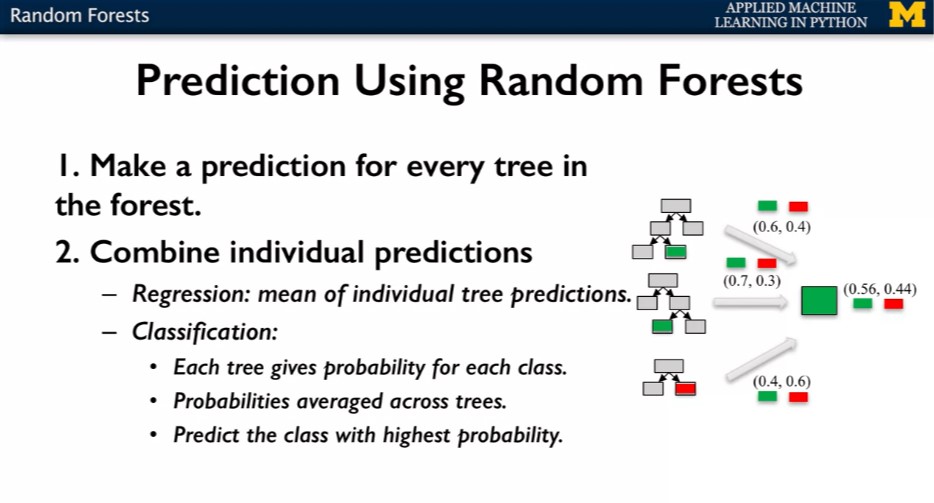 Random Forests
APPLIED MACHINE
LEARNING IN PYTHON
M
Prediction Using Random Forests
1. Make a prediction for every tree in
the forest.
2. Combine individual predictions
– Regression: mean of individual tree predictions.
– Classification:
• Each tree gives probability for each class.
• Probabilities averaged across trees.
• Predict the class with highest probability.
(0.6, 0.4)
(0.7, 0.3)
(0.56, 0.44)
(0.4, 0.6)